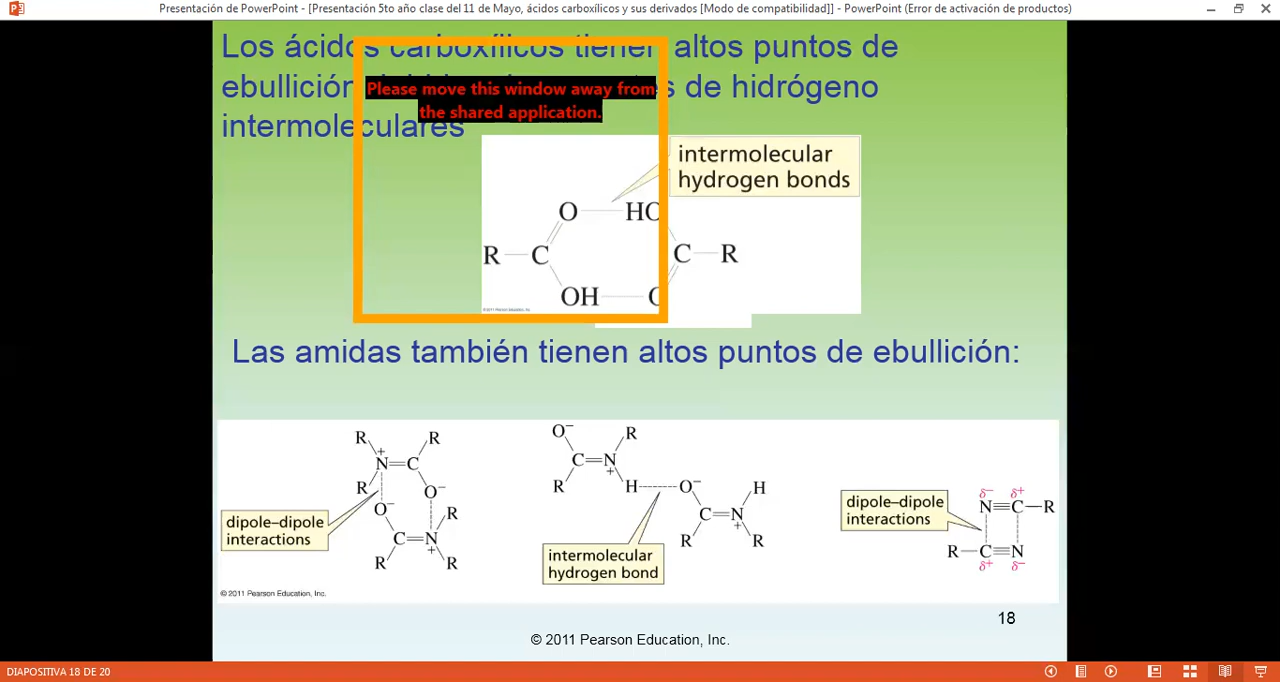 Presentación de PowerPoint - [Presentación 5to año clase del 11 de Mayo, ácidos carboxílicos y sus derivados [Modo de compatibilidad]] - PowerPoint (Error de activación de productos)
Los ácidos carboxílicos tienen altos puntos de
ebullición s de hidrógeno
intermoleculares
Please move this window away from
the shared application.
intermolecular
hydrogen bonds
O HO
R C C R
OH
© 2011 Pearson Education, Inc.
Las amidas también tienen altos puntos de ebullición:
R R
+
N=C
R O⁻
O⁻ R
C=N
+
R R
dipole–dipole
interactions
O⁻ R
C=N
+
R H O⁻ H
C=N
+
R R
intermolecular
hydrogen bond
dipole–dipole
interactions
δ⁻ δ⁺
N≡C–R
R–C≡N
δ⁺ δ⁻
© 2011 Pearson Education, Inc.
18
© 2011 Pearson Education, Inc.
DIAPOSITIVA 18 DE 20